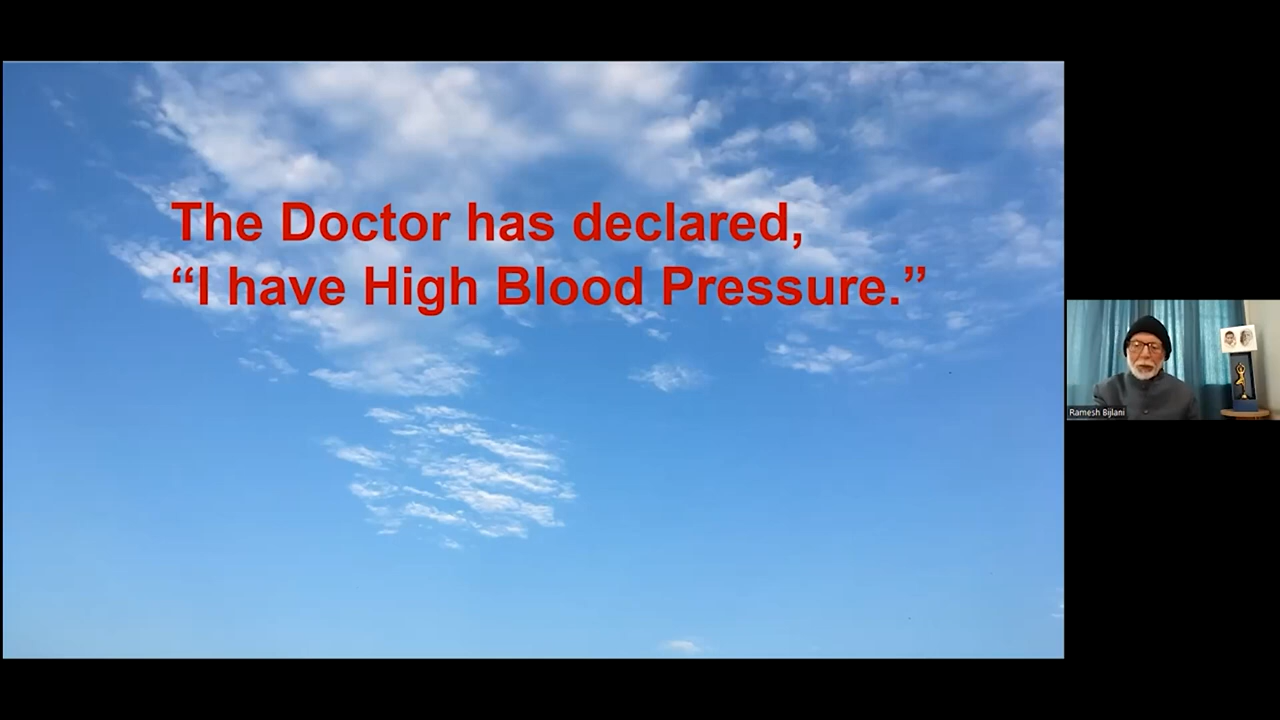 The Doctor has declared,
“I have High Blood Pressure.”
Ramesh Bijlani